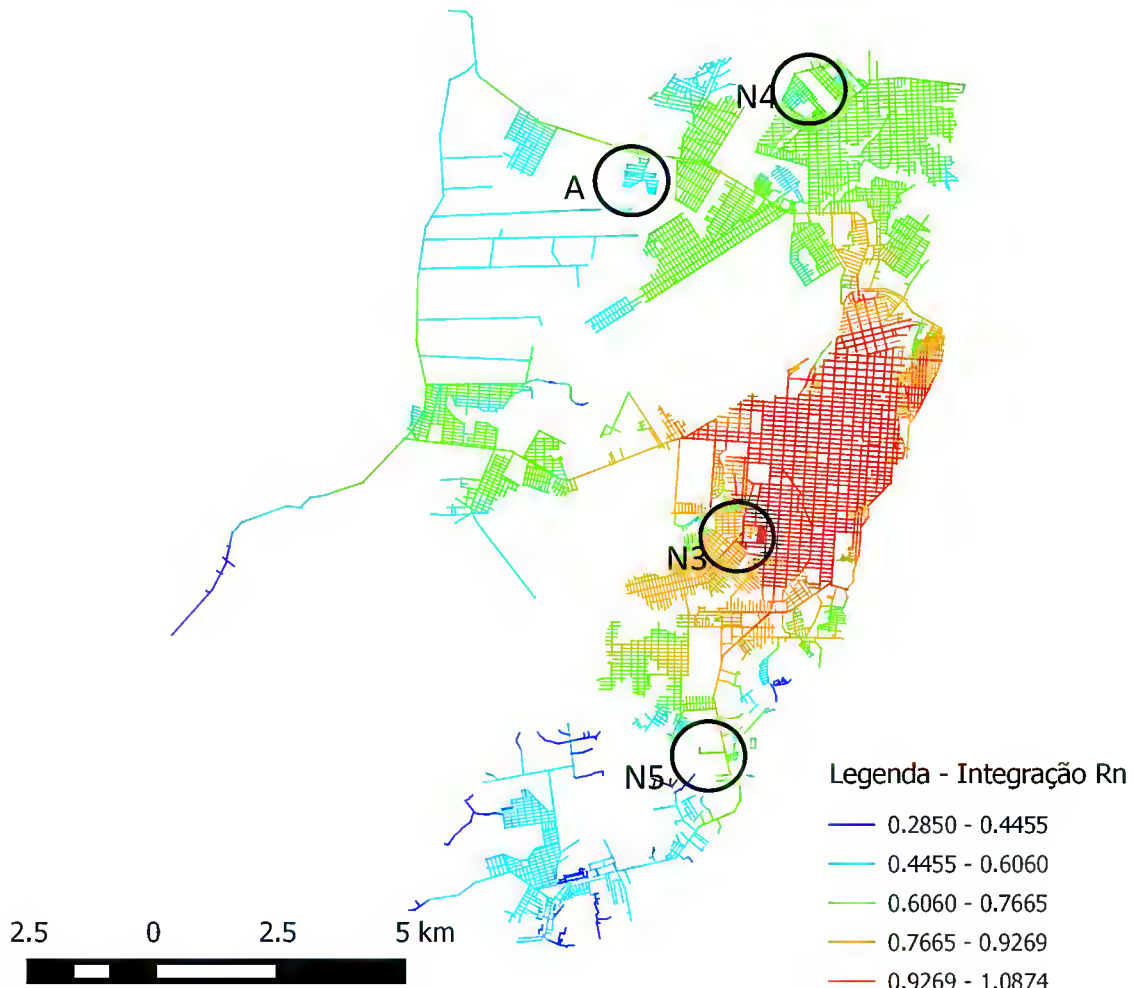 N4
A
N3
N5
Legenda - Integração Rn
0.2850 - 0.4455
0.4455 - 0.6060
0.6060 - 0.7665
0.7665 - 0.9269
0.9269 - 1.0874
2.5 0 2.5 5 km